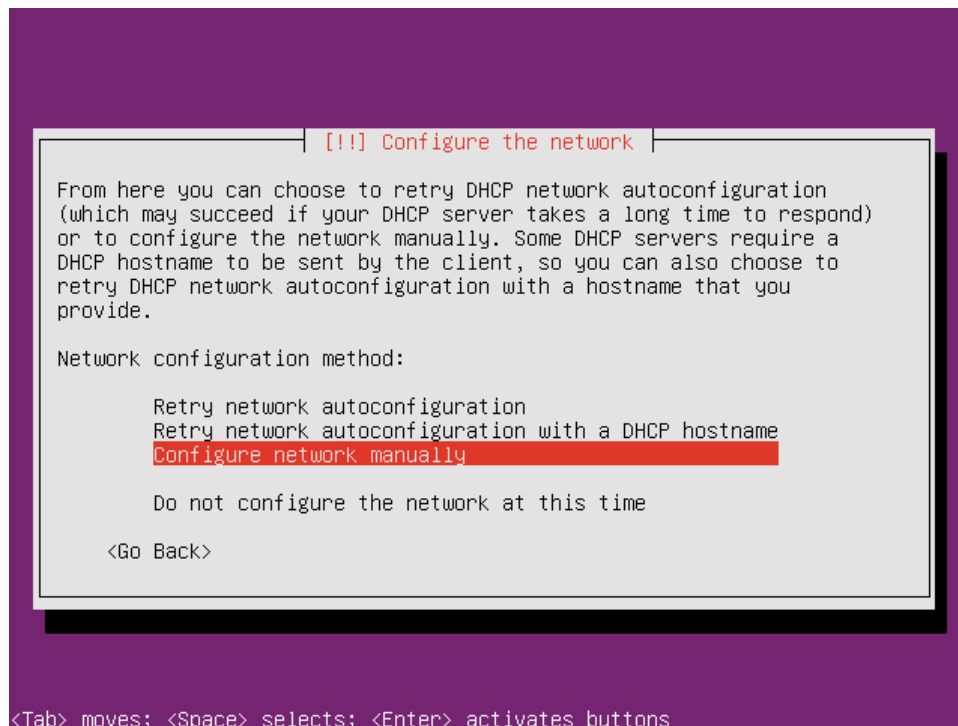 [!!] Configure the network
From here you can choose to retry DHCP network autoconfiguration
(which may succeed if your DHCP server takes a long time to respond)
or to configure the network manually. Some DHCP servers require a
DHCP hostname to be sent by the client, so you can also choose to
retry DHCP network autoconfiguration with a hostname that you
provide.
Network configuration method:
Retry network autoconfiguration
Retry network autoconfiguration with a DHCP hostname
Configure network manually
Do not configure the network at this time
<Go Back>
<Tab> moves; <Space> selects; <Enter> activates buttons